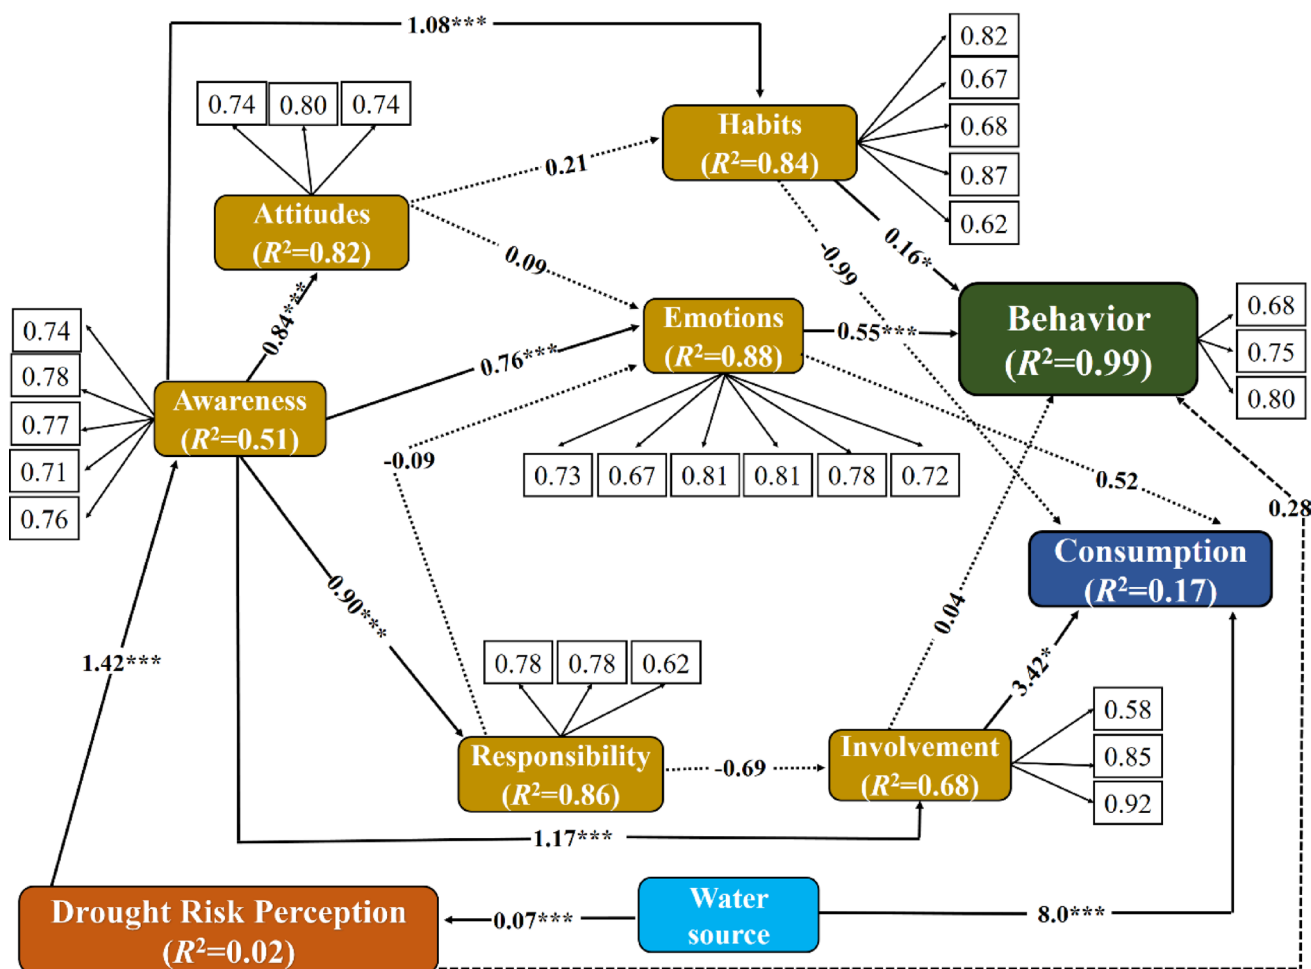 1.08***
0.82
0.67
0.68
0.87
0.62
0.74 0.80 0.74
Habits
(R²=0.84)
0.21
Attitudes
(R²=0.82)
0.09
-0.99
0.16*
0.84***
0.74
0.78
0.77
0.71
0.76
Awareness
(R²=0.51)
0.76***
Emotions
(R²=0.88)
0.55***
Behavior
(R²=0.99)
0.68
0.75
0.80
-0.09
0.73 0.67 0.81 0.81 0.78 0.72
0.52
0.28
Consumption
(R²=0.17)
0.90***
0.04
3.42*
1.42***
0.78 0.78 0.62
Responsibility
(R²=0.86)
-0.69
Involvement
(R²=0.68)
0.58
0.85
0.92
1.17***
Drought Risk Perception
(R²=0.02)
0.07***
Water
source
8.0***